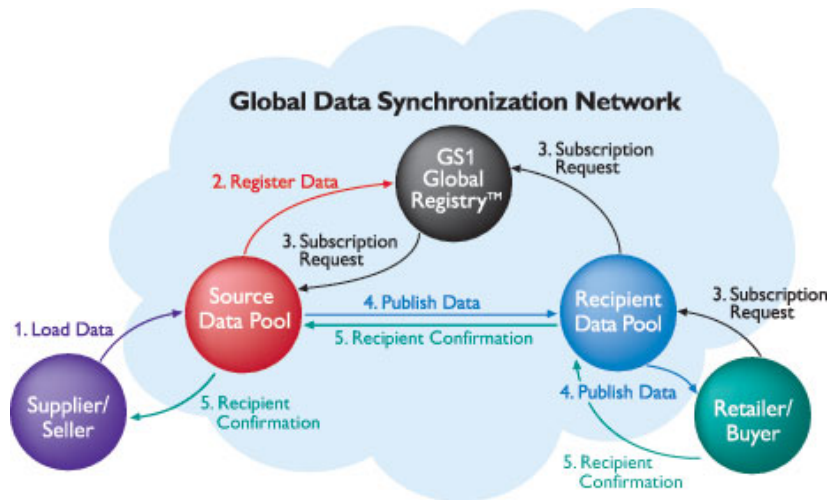 Global Data Synchronization Network
GS1
Global
Registry™
3. Subscription
Request
2. Register Data
3. Subscription
Request
Source
Data Pool
4. Publish Data
5. Recipient Confirmation
Recipient
Data Pool
3. Subscription
Request
1. Load Data
Supplier/
Seller
5. Recipient
Confirmation
4. Publish Data
Retailer/
Buyer
5. Recipient
Confirmation